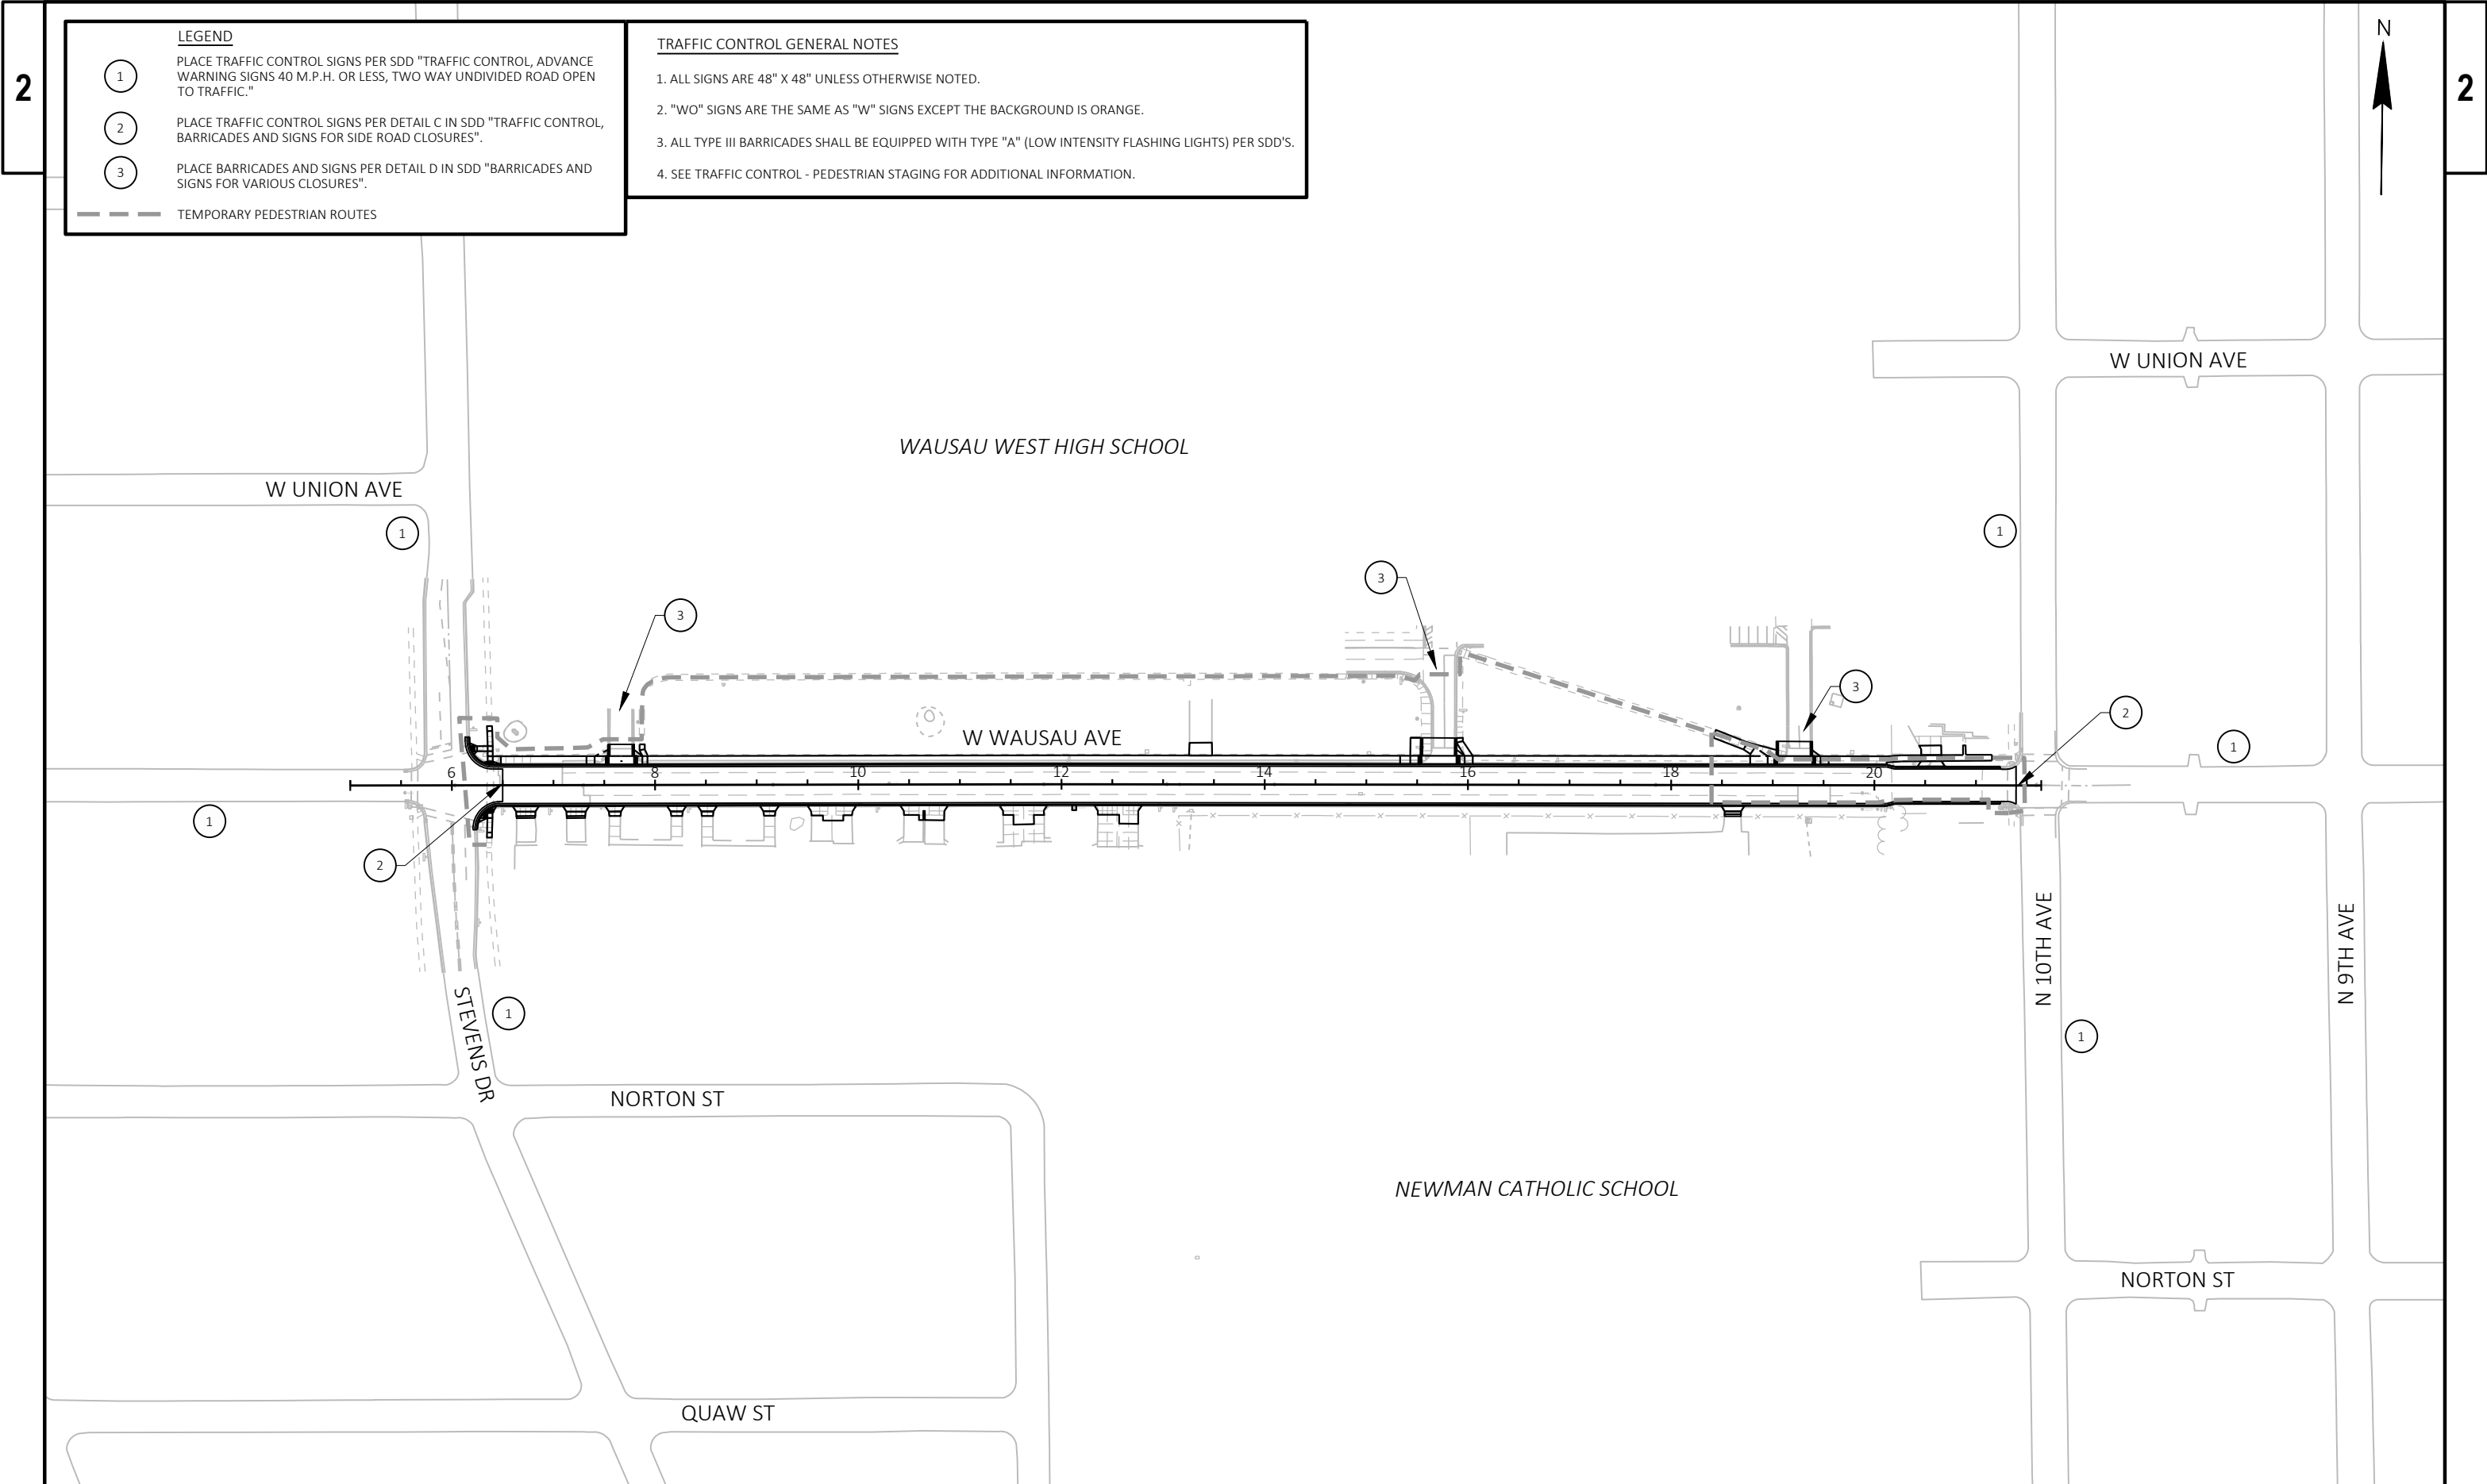 2
LEGEND
1
PLACE TRAFFIC CONTROL SIGNS PER SDD "TRAFFIC CONTROL, ADVANCE
WARNING SIGNS 40 M.P.H. OR LESS, TWO WAY UNDIVIDED ROAD OPEN
TO TRAFFIC."
2
PLACE TRAFFIC CONTROL SIGNS PER DETAIL C IN SDD "TRAFFIC CONTROL,
BARRICADES AND SIGNS FOR SIDE ROAD CLOSURES".
3
PLACE BARRICADES AND SIGNS PER DETAIL D IN SDD "BARRICADES AND
SIGNS FOR VARIOUS CLOSURES".
TEMPORARY PEDESTRIAN ROUTES
TRAFFIC CONTROL GENERAL NOTES
1. ALL SIGNS ARE 48" X 48" UNLESS OTHERWISE NOTED.
2. "WO" SIGNS ARE THE SAME AS "W" SIGNS EXCEPT THE BACKGROUND IS ORANGE.
3. ALL TYPE III BARRICADES SHALL BE EQUIPPED WITH TYPE "A" (LOW INTENSITY FLASHING LIGHTS) PER SDD'S.
4. SEE TRAFFIC CONTROL - PEDESTRIAN STAGING FOR ADDITIONAL INFORMATION.
N
2
W UNION AVE
WAUSAU WEST HIGH SCHOOL
W UNION AVE
1
1
3
3
3
2
W WAUSAU AVE
1
6
8
10
12
14
16
18
20
1
2
N 10TH AVE
N 9TH AVE
STEVENS DR
1
1
NORTON ST
NEWMAN CATHOLIC SCHOOL
NORTON ST
QUAW ST